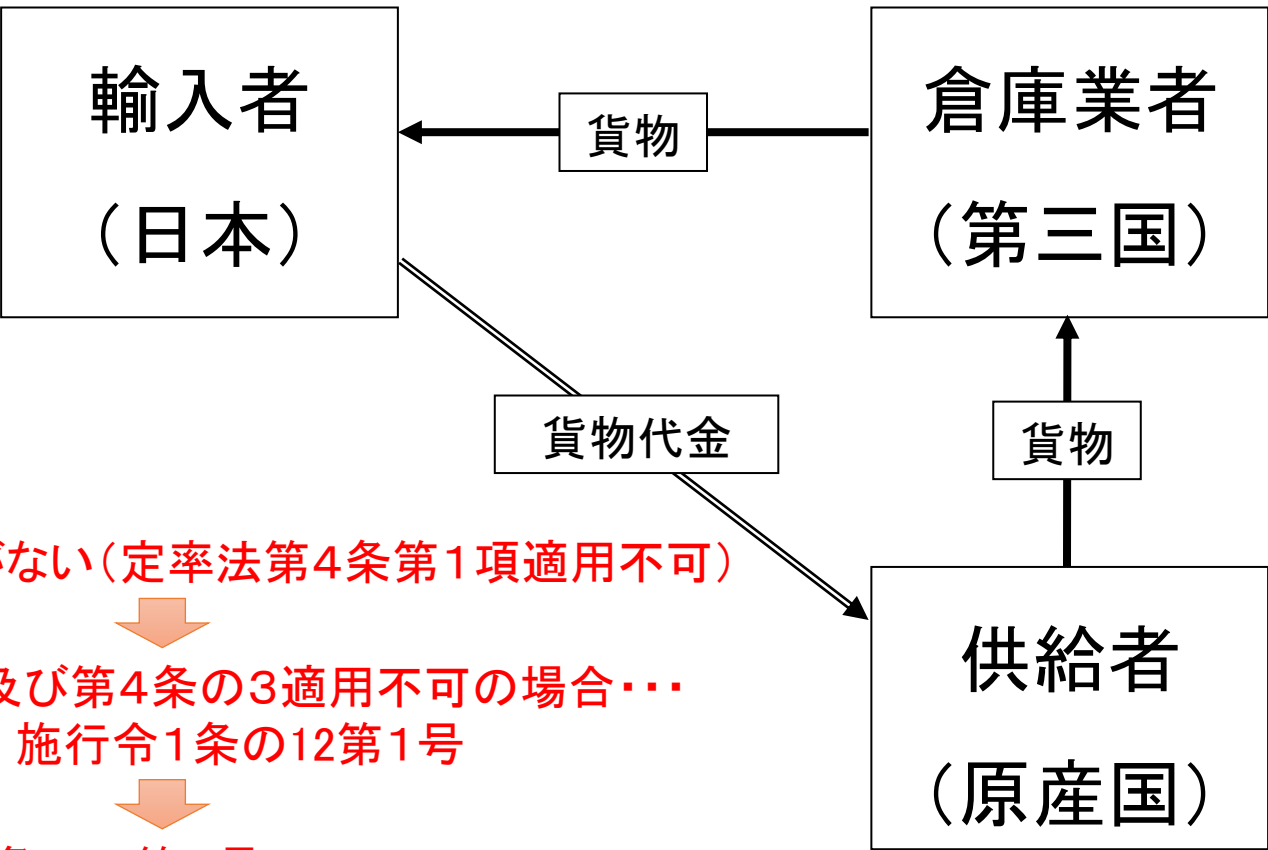 輸入者
(日本)
貨物
倉庫業者
(第三国)
貨物代金
貨物
がない(定率法第4条第1項適用不可)
及び第4条の3適用不可の場合・・・
施行令1条の12第1号
供給者
(原産国)